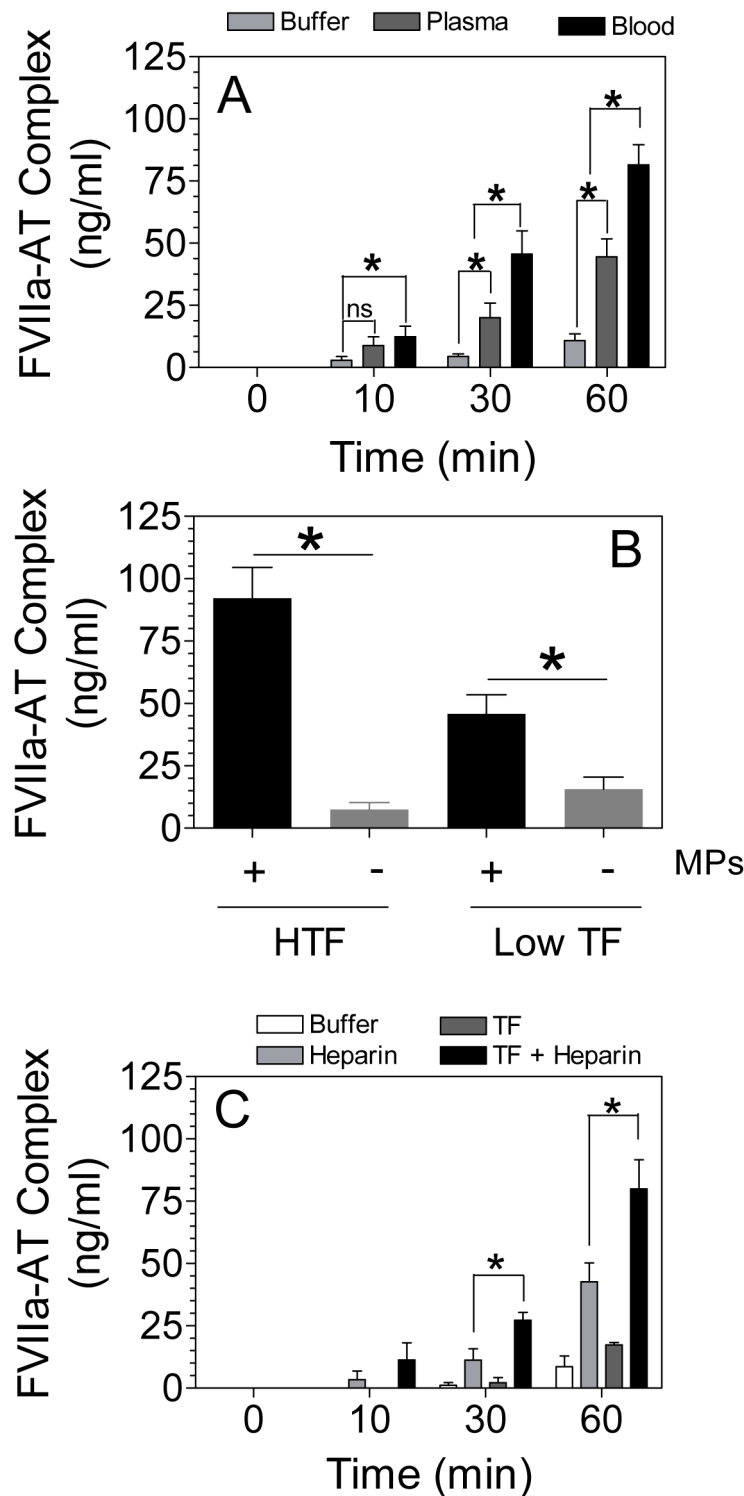 Buffer Plasma Blood
A
FVIIa-AT Complex
(ng/ml)
125
100
75
50
25
0
* * * * * ns
0 10 30 60
Time (min)
B
FVIIa-AT Complex
(ng/ml)
125
100
75
50
25
0
* *
+ - + - MPs
HTF Low TF
Buffer TF
Heparin TF + Heparin
C
FVIIa-AT Complex
(ng/ml)
125
100
75
50
25
0
* *
0 10 30 60
Time (min)